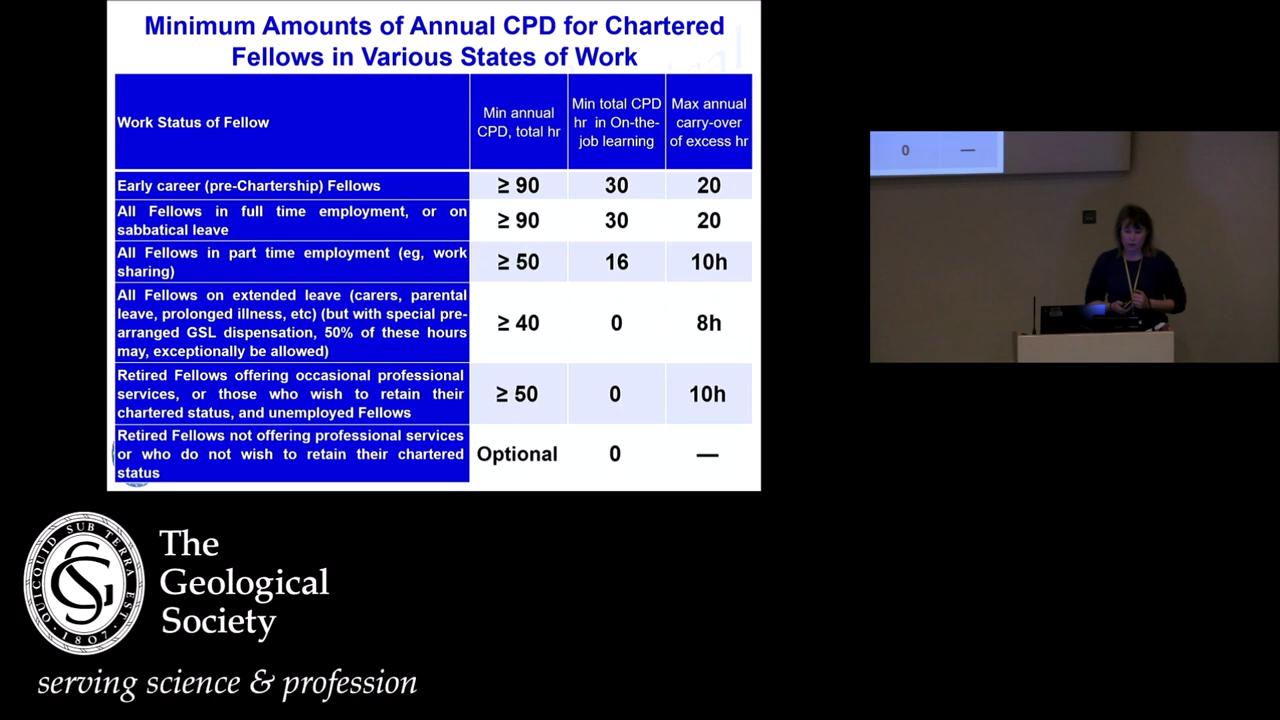 Minimum Amounts of Annual CPD for Chartered
Fellows in Various States of Work
Work Status of Fellow
Min annual
CPD, total hr
Min total CPD
hr in On-the-
job learning
Max annual
carry-over
of excess hr
Early career (pre-Chartership) Fellows
≥ 90
30
20
All Fellows in full time employment, or on
sabbatical leave
≥ 90
30
20
All Fellows in part time employment (eg, work
sharing)
≥ 50
16
10h
All Fellows on extended leave (carers, parental
leave, prolonged illness, etc) (but with special pre-
arranged GSL dispensation, 50% of these hours
may, exceptionally be allowed)
≥ 40
0
8h
Retired Fellows offering occasional professional
services, or those who wish to retain their
chartered status, and unemployed Fellows
≥ 50
0
10h
Retired Fellows not offering professional services
or who do not wish to retain their chartered
status
Optional
0
—
0 —
QUICQUID SUB TERRA EST
1807
The
Geological
Society
serving science & profession